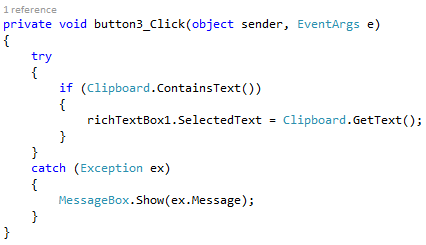 1 reference
private void button3_Click(object sender, EventArgs e)
{
    try
    {
        if (Clipboard.ContainsText())
        {
            richTextBox1.SelectedText = Clipboard.GetText();
        }
    }
    catch (Exception ex)
    {
        MessageBox.Show(ex.Message);
    }
}